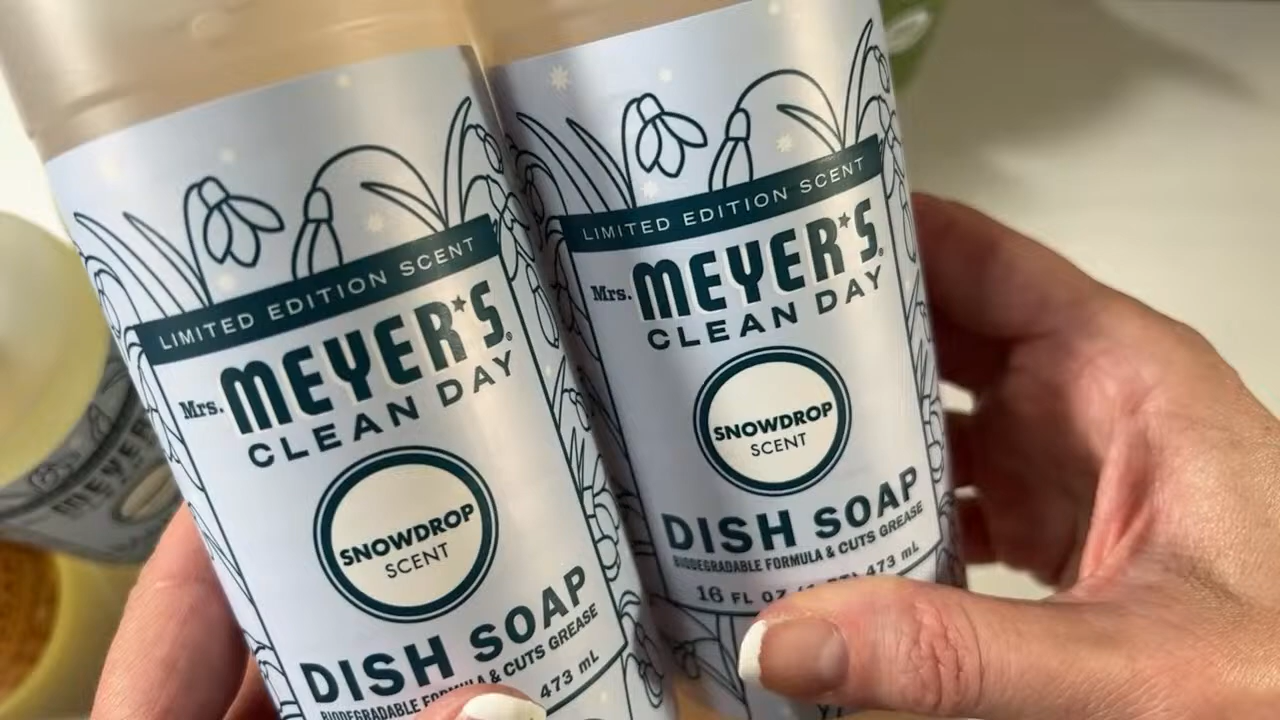 LIMITED EDITION SCENT
Mrs. MEYER'S®
CLEAN DAY
SNOWDROP
SCENT
DISH SOAP
BIODEGRADABLE FORMULA & CUTS GREASE
473 mL
LIMITED EDITION SCENT
Mrs. MEYER'S®
CLEAN DAY
SNOWDROP
SCENT
DISH SOAP
BIODEGRADABLE FORMULA & CUTS GREASE
16 FL OZ 473 mL
MEYER